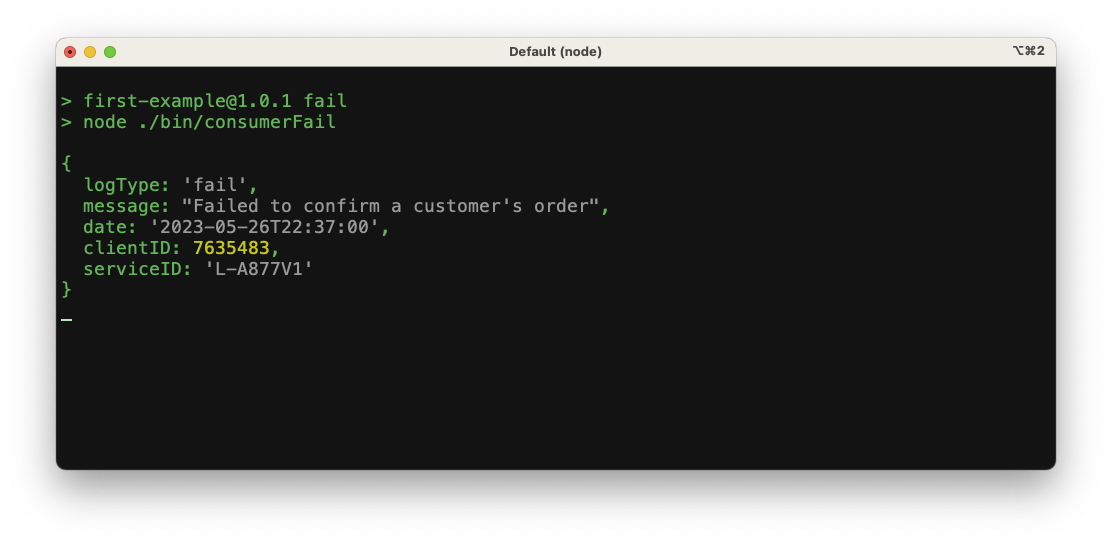 Default (node)
⌥⌘2
> first-example@1.0.1 fail
> node ./bin/consumerFail
{
  logType: 'fail',
  message: "Failed to confirm a customer's order",
  date: '2023-05-26T22:37:00',
  clientID: 7635483,
  serviceID: 'L-A877V1'
}